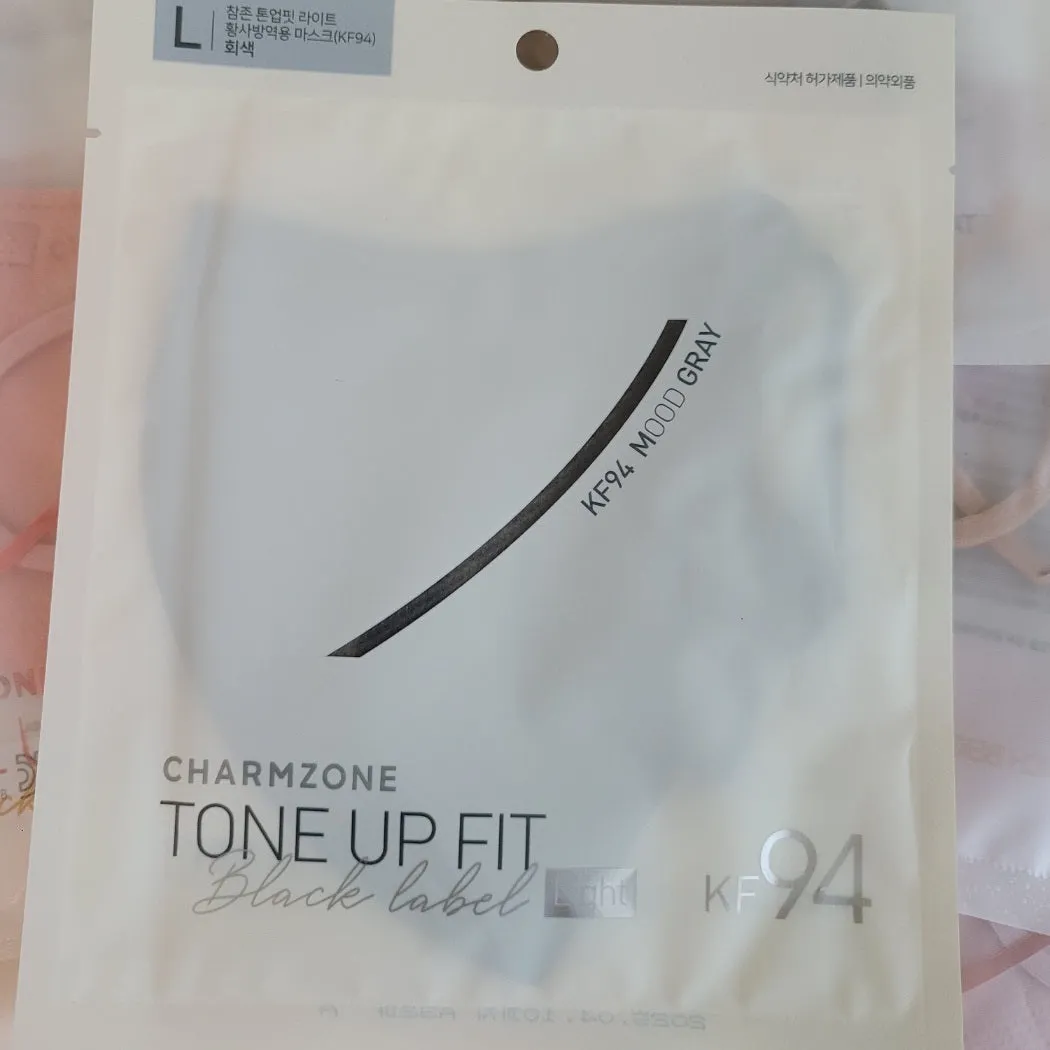 L
참존 톤업핏 라이트
황사방역용 마스크(KF94)
회색
식약처 허가제품 | 의약외품
KF94 MOOD GRAY
CHARMZONE
TONE UP FIT
Black label Light
KF94